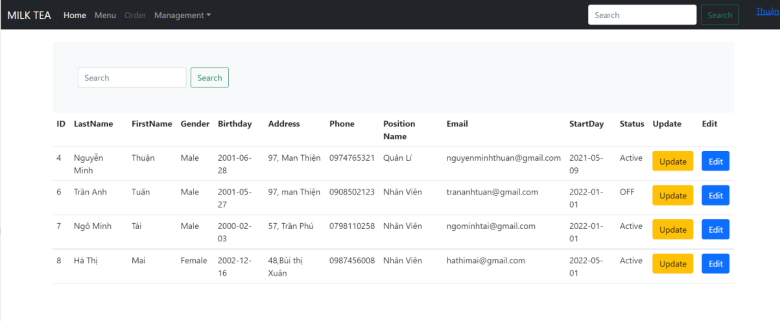 MILK TEA Home Menu Order Management Search Search Thuận
Search Search
ID LastName FirstName Gender Birthday Address Phone Position Name Email StartDay Status Update Edit
4 Nguyễn Minh Thuận Male 2001-06-28 97, Man Thiện 0974765321 Quản Lí nguyenminhthuan@gmail.com 2021-05-09 Active Update Edit
6 Trần Anh Tuấn Male 2001-05-27 97, man Thiện 0908502123 Nhân Viên trananhtuan@gmail.com 2022-01-01 OFF Update Edit
7 Ngô Minh Tài Male 2000-02-03 57, Trần Phú 0798110258 Nhân Viên ngominhtai@gmail.com 2022-01-01 Active Update Edit
8 Hà Thị Mai Female 2002-12-16 48,Bùi thị Xuân 0987456008 Nhân Viên hathimai@gmail.com 2022-05-01 Active Update Edit